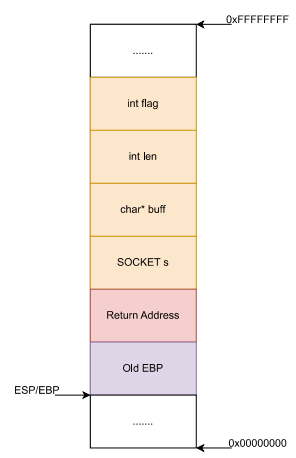 0xFFFFFFFF
.......
int flag
int len
char* buff
SOCKET s
Return Address
Old EBP
ESP/EBP
.......
0x00000000